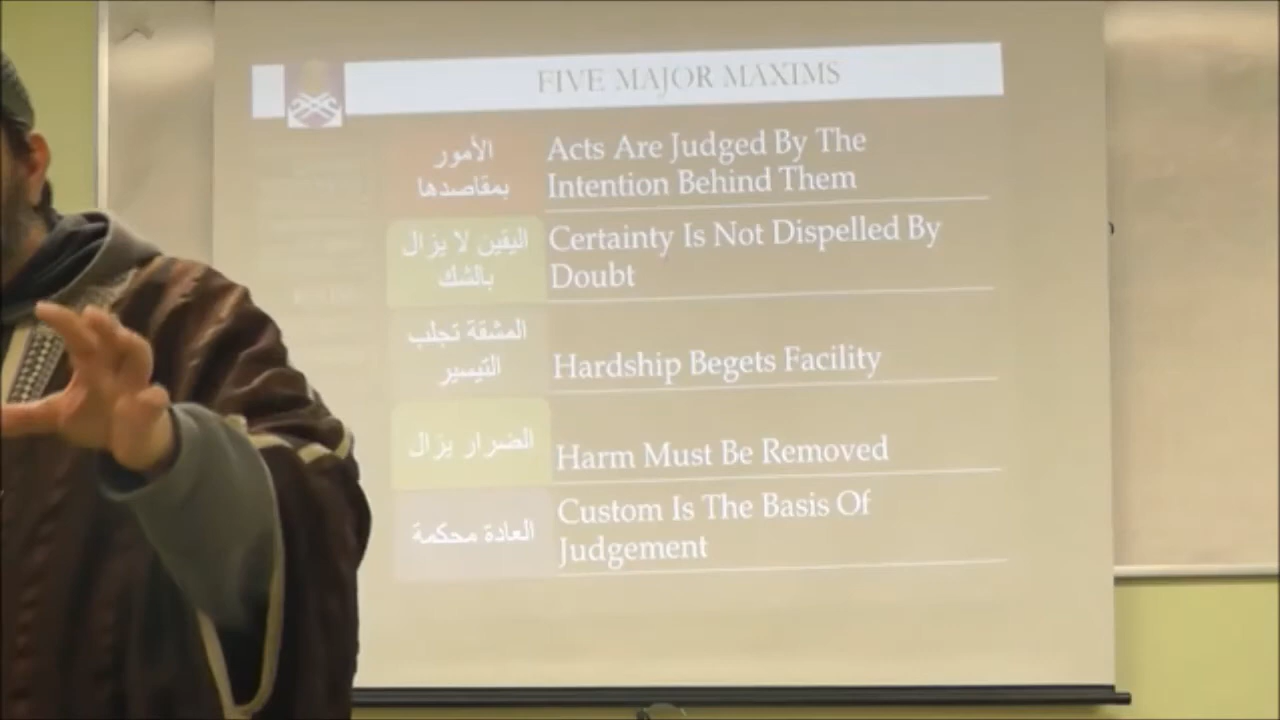 FIVE MAJOR MAXIMS
الأمور
بمقاصدها
Acts Are Judged By The
Intention Behind Them
اليقين لا يزال
بالشك
Certainty Is Not Dispelled By
Doubt
المشقة تجلب
التيسير
Hardship Begets Facility
الضرار يزال
Harm Must Be Removed
العادة محكمة
Custom Is The Basis Of
Judgement